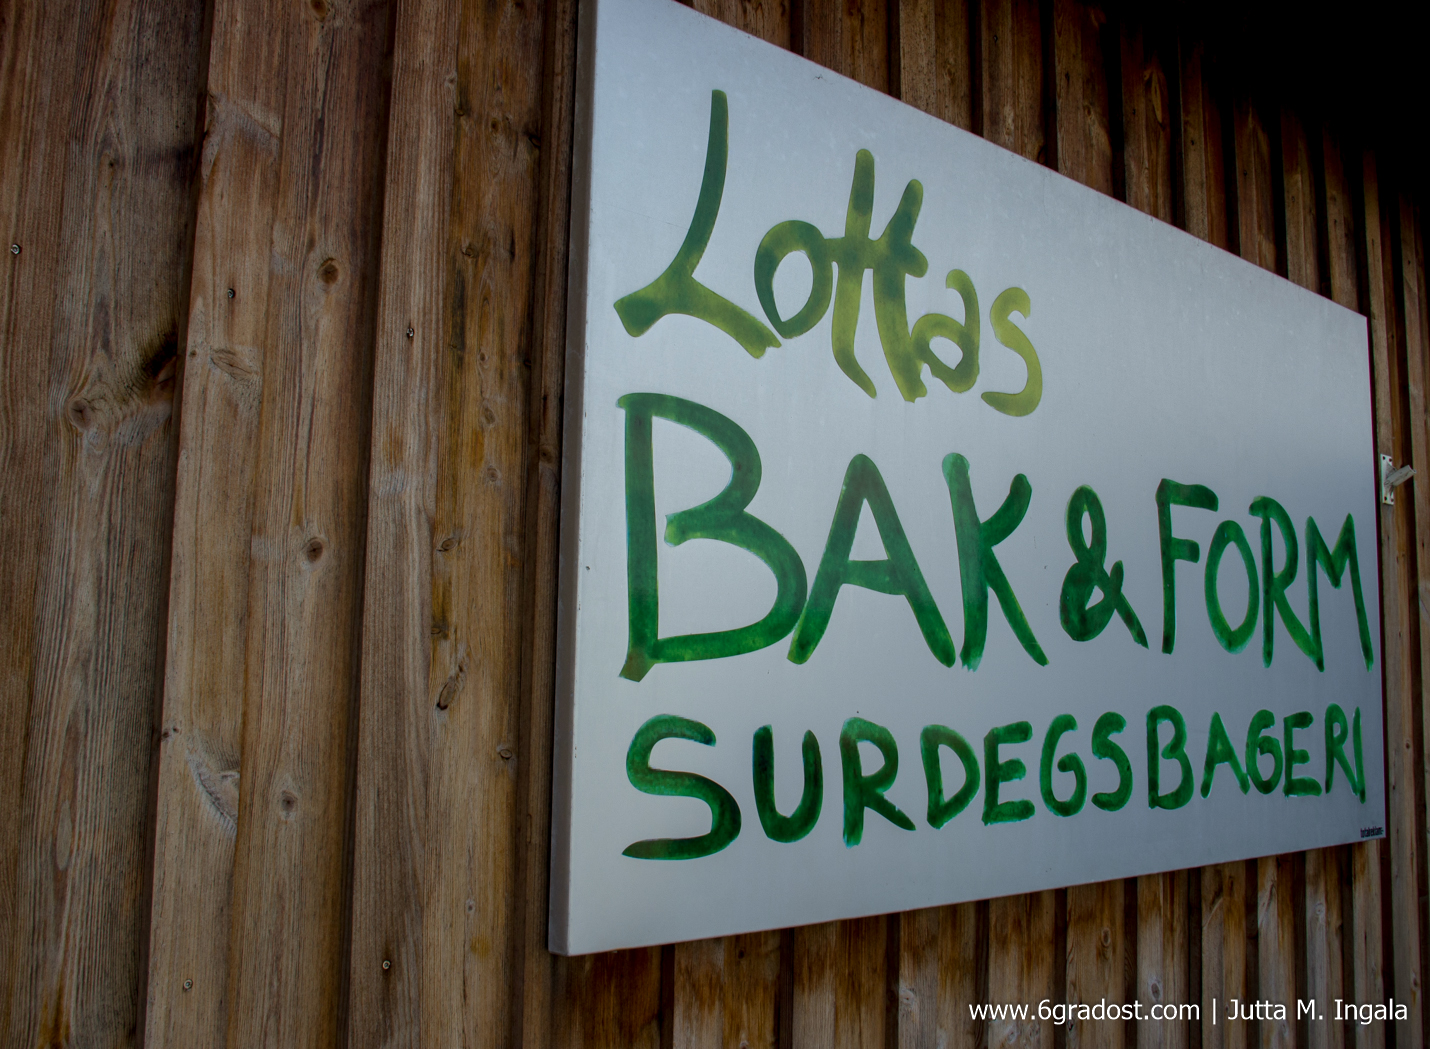 Lottas
BAK & FORM
SURDEGSBAGERI
www.6gradost.com | Jutta M. Ingala